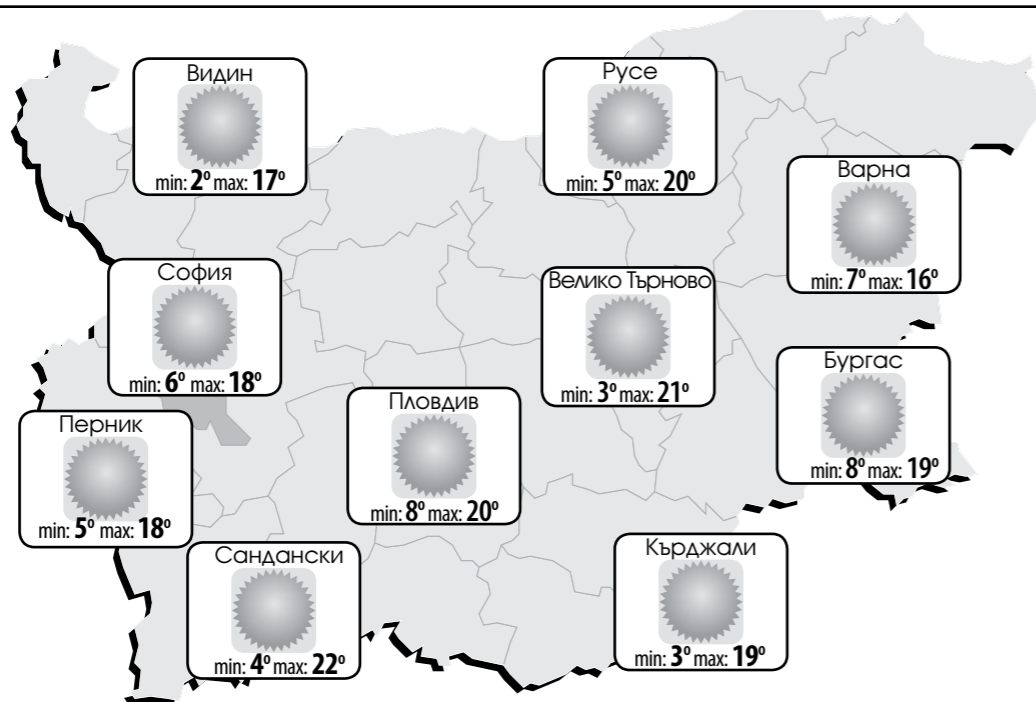 Видин
min: 2° max: 17°
Русе
min: 5° max: 20°
Варна
min: 7° max: 16°
София
min: 6° max: 18°
Велико Търново
min: 3° max: 21°
Бургас
min: 8° max: 19°
Пловдив
min: 8° max: 20°
Перник
min: 5° max: 18°
Сандански
min: 4° max: 22°
Кърджали
min: 3° max: 19°